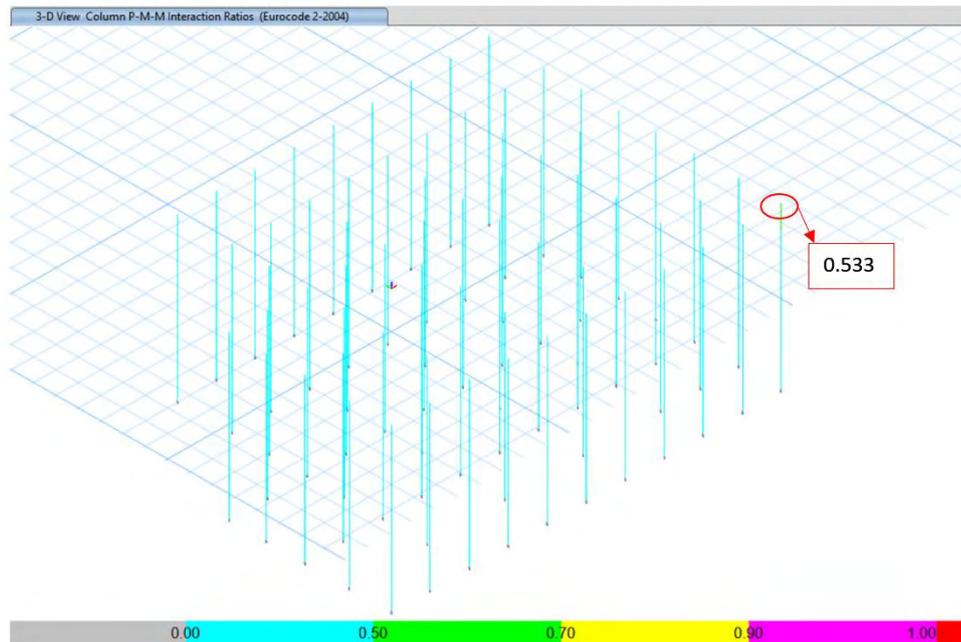 3-D View Column P-M-M Interaction Ratios (Eurocode 2-2004)
0.533
0.00 0.50 0.70 0.90 1.00